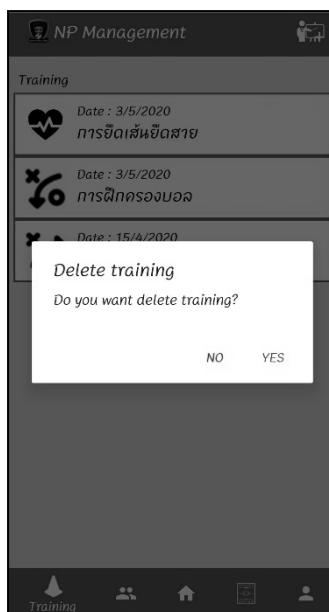 NP Management
Training
Date : 3/5/2020
การยืดเส้นยืดสาย
Date : 3/5/2020
การฝึกครองบอล
Date : 15/4/2020
Delete training
Do you want delete training?
NO YES
Training